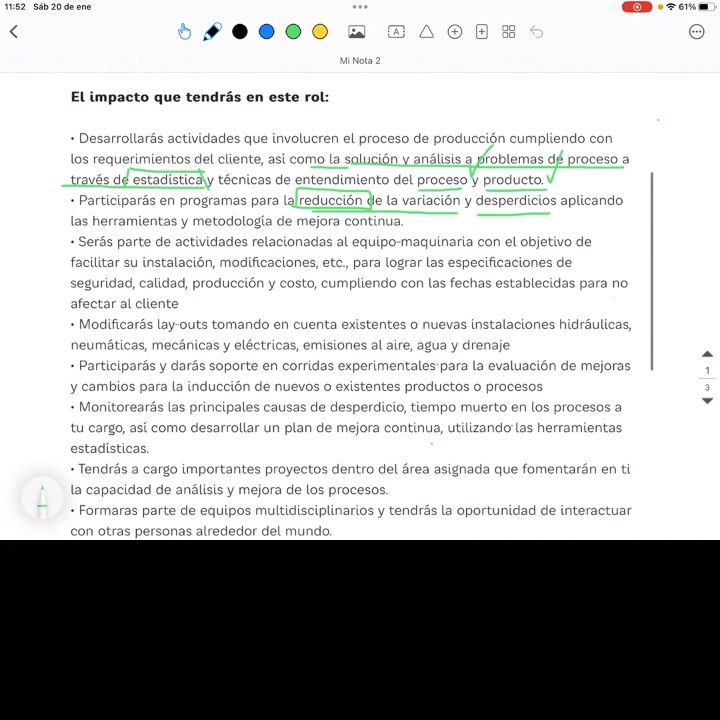 11:52 Sáb 20 de ene
61%
A
Mi Nota 2
El impacto que tendrás en este rol:
• Desarrollarás actividades que involucren el proceso de producción cumpliendo con
los requerimientos del cliente, así como la solución y análisis a problemas de proceso a
través de estadística y técnicas de entendimiento del proceso y producto.
• Participarás en programas para la reducción de la variación y desperdicios aplicando
las herramientas y metodología de mejora continua.
• Serás parte de actividades relacionadas al equipo-maquinaria con el objetivo de
facilitar su instalación, modificaciones, etc., para lograr las especificaciones de
seguridad, calidad, producción y costo, cumpliendo con las fechas establecidas para no
afectar al cliente
• Modificarás lay-outs tomando en cuenta existentes o nuevas instalaciones hidráulicas,
neumáticas, mecánicas y eléctricas, emisiones al aire, agua y drenaje
• Participarás y darás soporte en corridas experimentales para la evaluación de mejoras
y cambios para la inducción de nuevos o existentes productos o procesos
• Monitorearás las principales causas de desperdicio, tiempo muerto en los procesos a
tu cargo, así como desarrollar un plan de mejora continua, utilizando las herramientas
estadísticas.
• Tendrás a cargo importantes proyectos dentro del área asignada que fomentarán en ti
la capacidad de análisis y mejora de los procesos.
• Formaras parte de equipos multidisciplinarios y tendrás la oportunidad de interactuar
con otras personas alrededor del mundo.
1
3